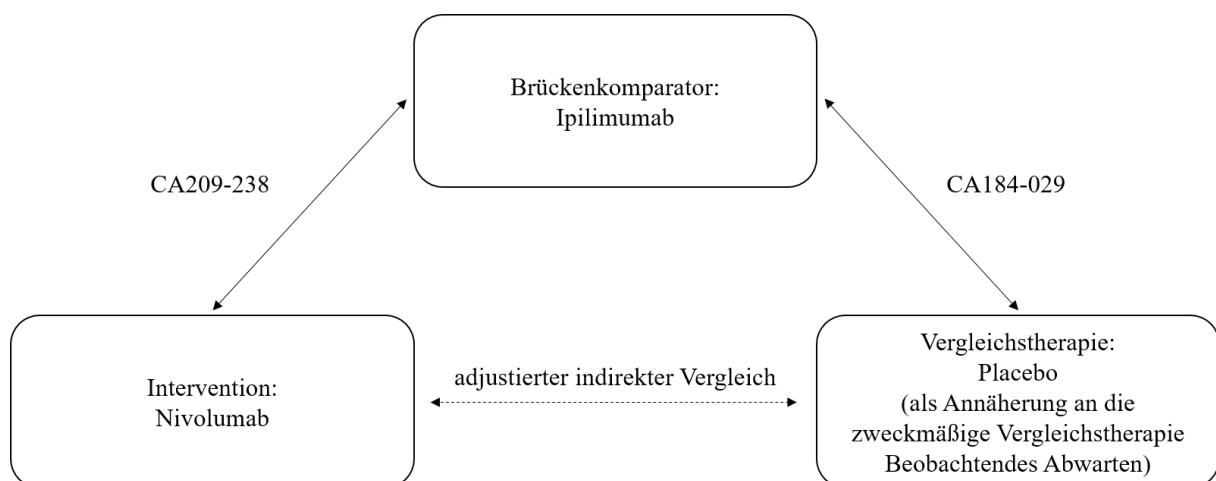 Brückenkomparator:
Ipilimumab
CA209-238
CA184-029
Intervention:
Nivolumab
adjustierter indirekter Vergleich
Vergleichstherapie:
Placebo
(als Annäherung an die
zweckmäßige Vergleichstherapie
Beobachtendes Abwarten)